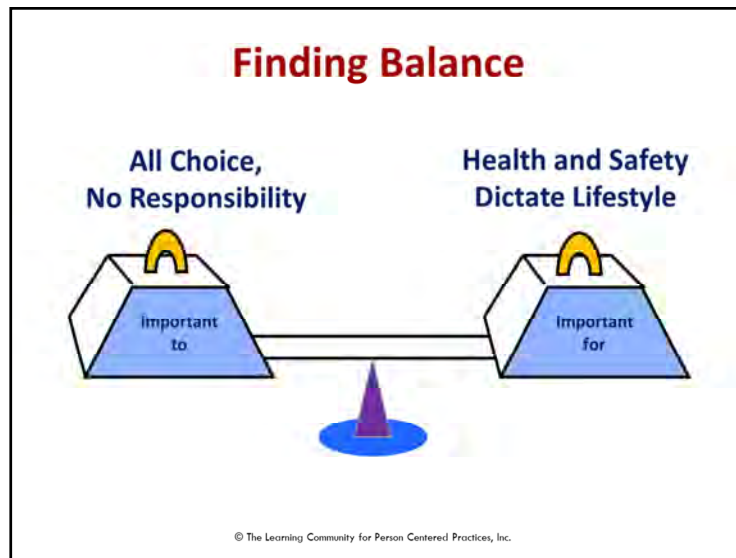 Finding Balance
All Choice,
No Responsibility
Health and Safety
Dictate Lifestyle
Important
to
Important
for
© The Learning Community for Person Centered Practices, Inc.